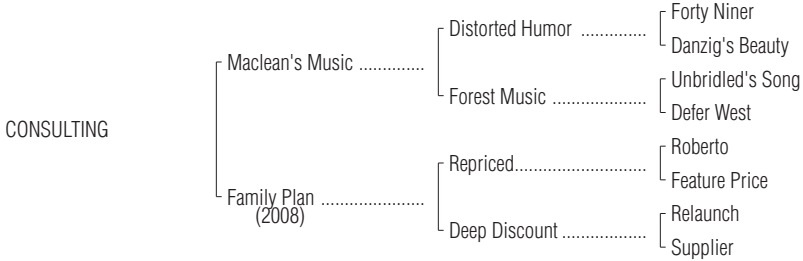 Forty Niner
Distorted Humor ..............
Danzig's Beauty
Maclean's Music ..............
Unbridled's Song
Forest Music ....................
Defer West
CONSULTING
Roberto
Repriced............................
Feature Price
Family Plan ......................
(2008)
Relaunch
Deep Discount ..................
Supplier